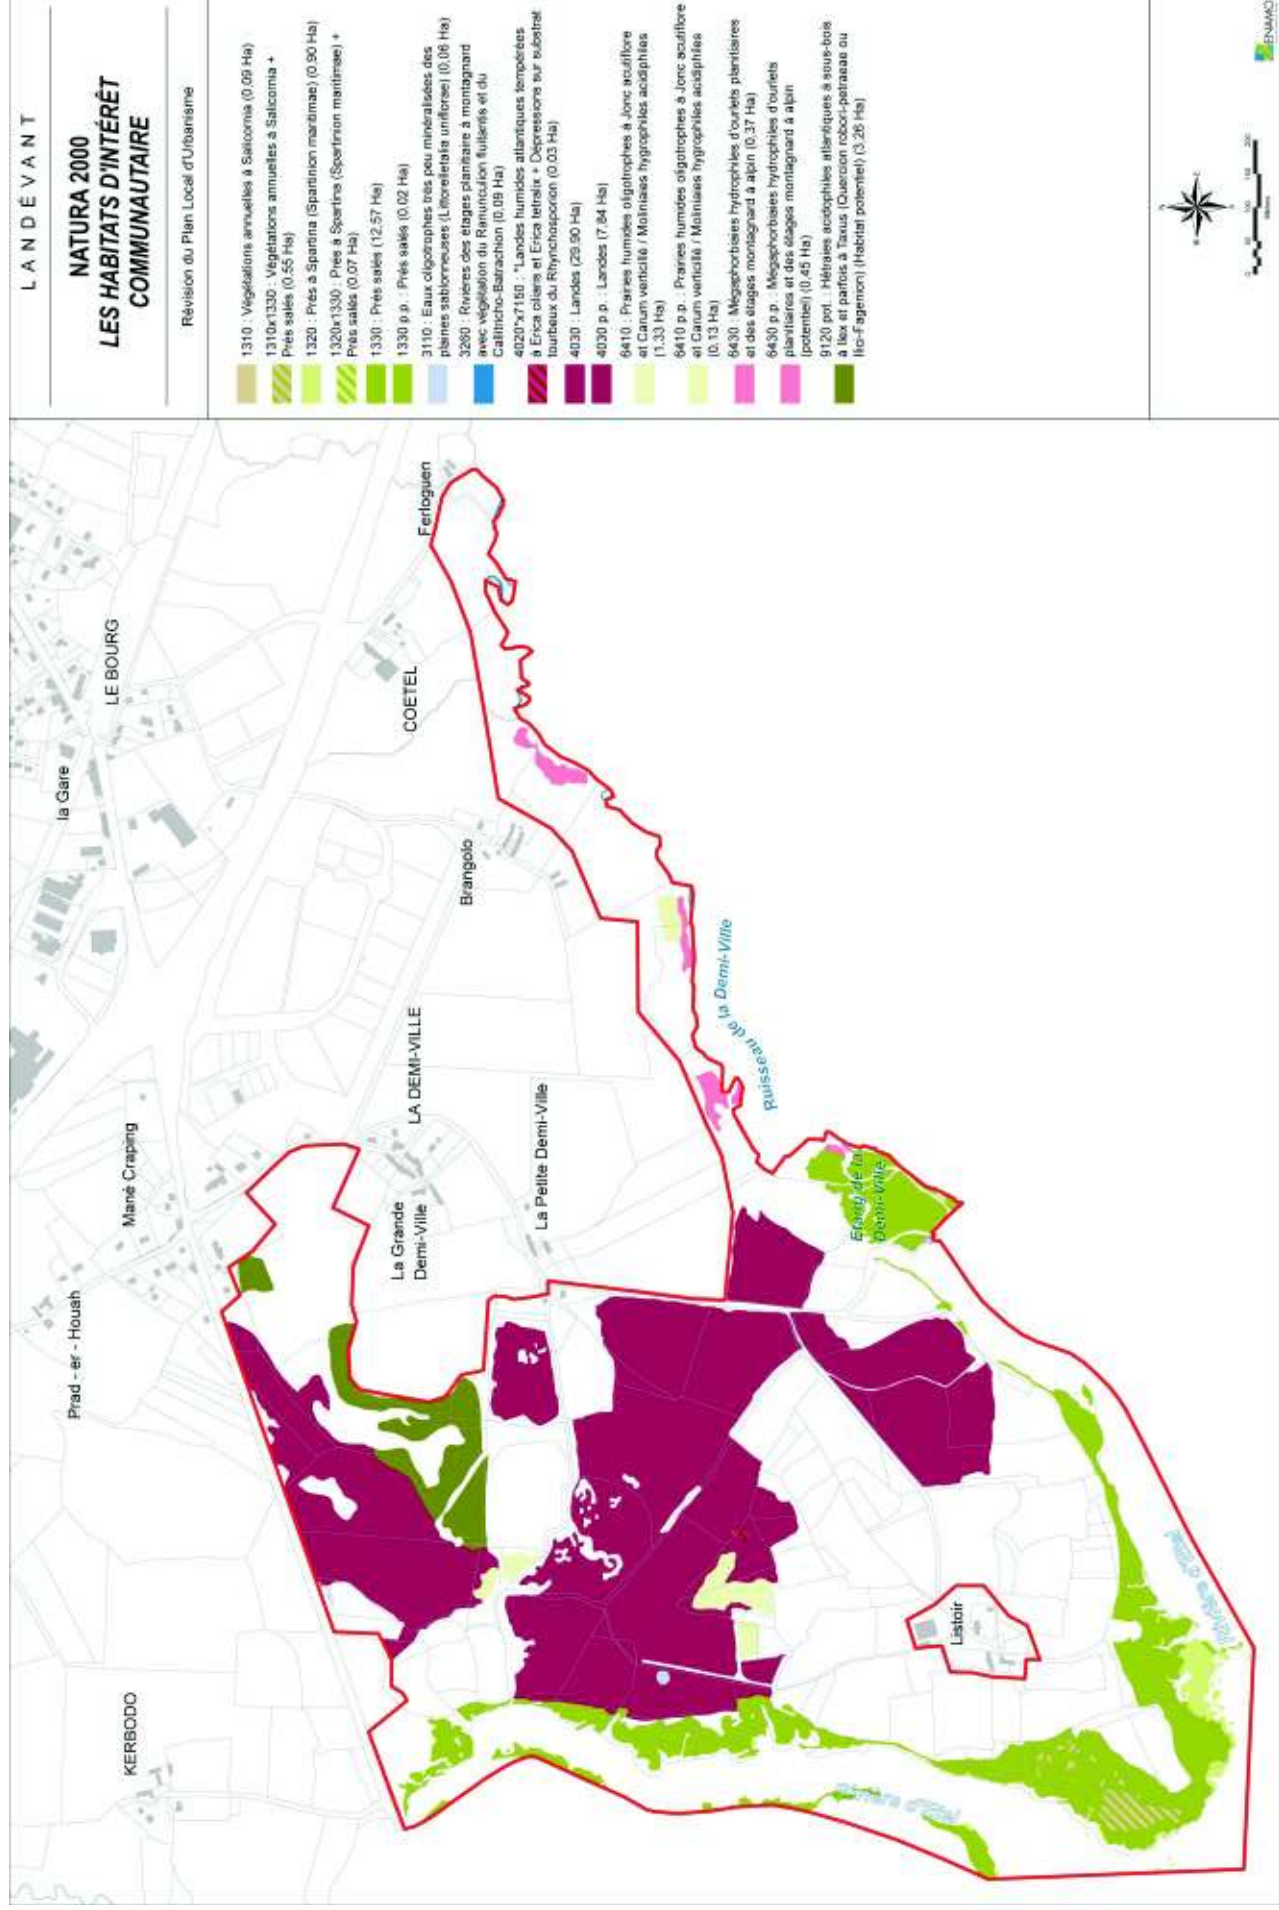 LANDÉVANT
NATURA 2000
LES HABITATS D'INTÉRÊT
COMMUNAUTAIRE
Révision du Plan Local d'Urbanisme
1310 : Végétations annuelles à Salicornia (0.09 Ha)
1310x1330 : Végétations annuelles à Salicornia +
Prés salés (0.55 Ha)
1320 : Prés à Spartina (Spartinion maritimae) (0.90 Ha)
1320x1330 : Prés à Spartina (Spartinion maritimae) +
Prés salés (0.07 Ha)
1330 : Prés salés (12,57 Ha)
1330 p.p. : Prés salés (0,02 Ha)
3110 : Eaux oligotrophes très peu minéralisées des
plaines sablonneuses (Littorelletalia uniflorae) (0,06 Ha)
3260 : Rivières des étages planitiaire à montagnard
avec végétation du Ranunculion fluitantis et du
Callitricho-Batrachion (0,09 Ha)
4020*x7150 : *Landes humides atlantiques tempérées
à Erica ciliaris et Erica tetralix + Dépressions sur substrat
tourbeux du Rhynchosporion (0.03 Ha)
4030 : Landes (29,90 Ha)
4030 p.p. : Landes (7,84 Ha)
6410 : Prairies humides oligotrophes à Jonc acutiflore
et Carum verticillé / Moliniaies hygrophiles acidiphiles
(1,33 Ha)
6410 p.p. : Prairies humides oligotrophes à Jonc acutiflore
et Carum verticillé / Moliniaies hygrophiles acidiphiles
(0,13 Ha)
6430 : Mégaphorbiaies hydrophiles d'ourlets planitiaires
et des étages montagnard à alpin (0,37 Ha)
6430 p.p. : Mégaphorbiaies hydrophiles d'ourlets
planitiaires et des étages montagnard à alpin
(potentiel) (0,45 Ha)
9120 pot. : Hêtraies acidophiles atlantiques à sous-bois
à Ilex et parfois à Taxus (Quercion robori-petraeae ou
Ilici-Fagenion) (Habitat potentiel) (3,26 Ha)
ENAMO
Ferloguen
LE BOURG
COETEL
la Gare
Brangolo
LA DEMI-VILLE
Ruisseau de la Demi-Ville
Mané Craping
La Petite Demi-Ville
La Grande
Demi-Ville
Etang de la
Demi-Ville
Prad - er - Houah
Listoir
KERBODO
Rivière d'Etel
Rivière d'Etel